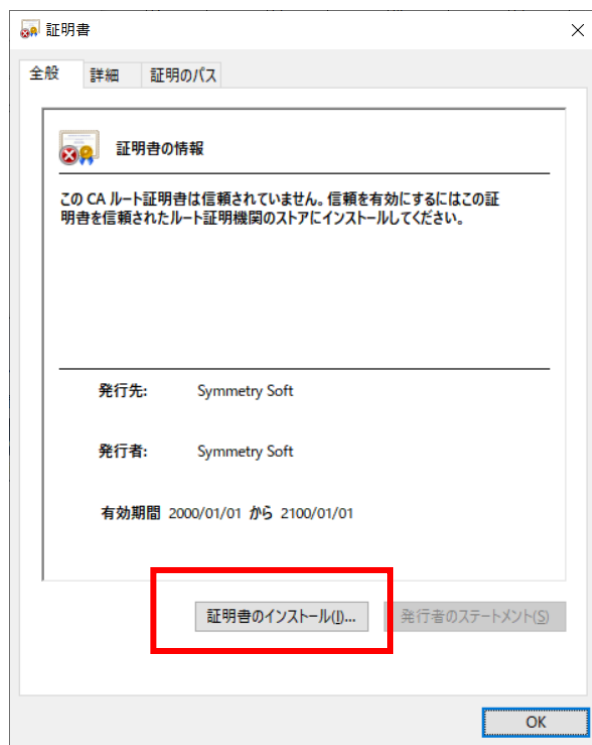 証明書
全般 詳細 証明のパス
証明書の情報
この CA ルート証明書は信頼されていません。信頼を有効にするにはこの証
明書を信頼されたルート証明機関のストアにインストールしてください。
発行先: Symmetry Soft
発行者: Symmetry Soft
有効期間 2000/01/01 から 2100/01/01
証明書のインストール(I)... 発行者のステートメント(S)
OK